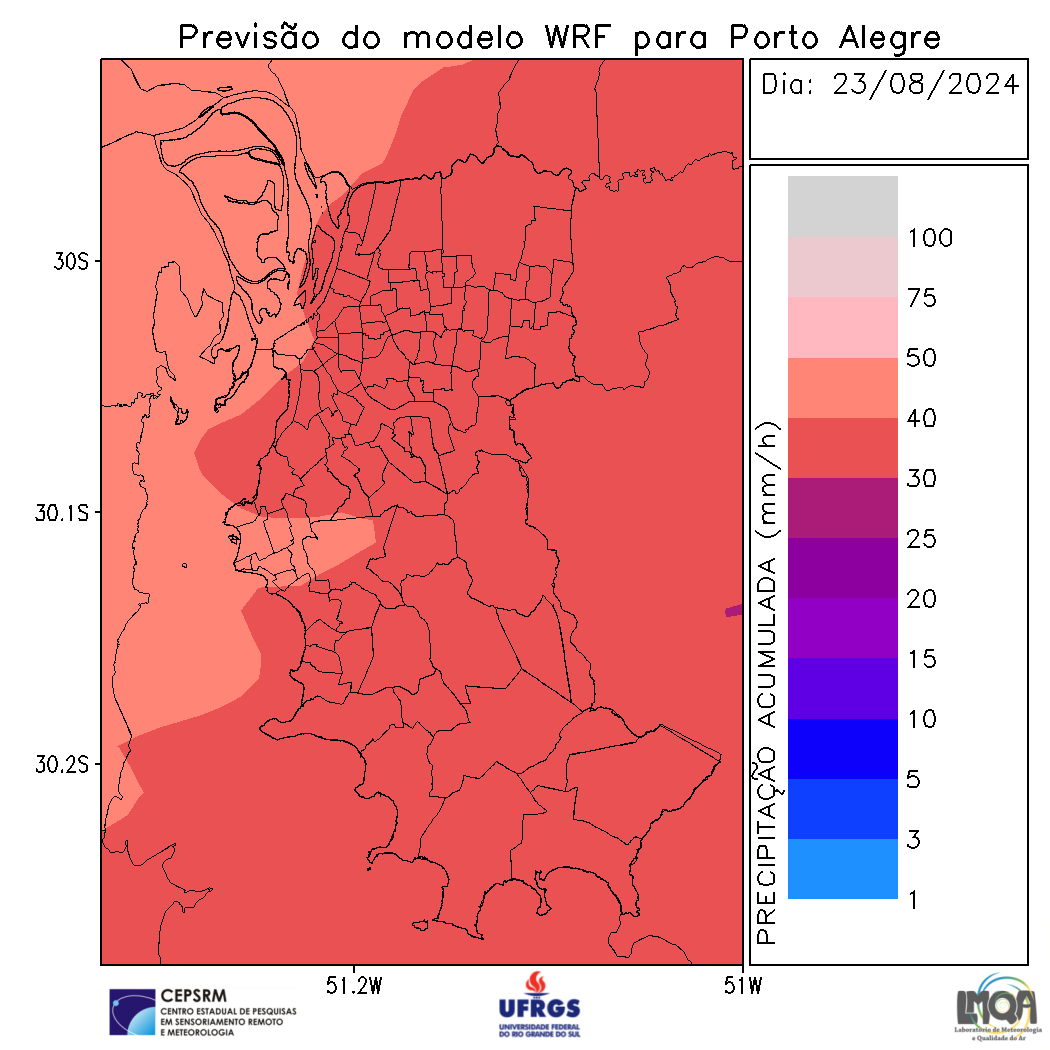 Previsão do modelo WRF para Porto Alegre
Dia: 23/08/2024
30S
30.1S
30.2S
51.2W
51W
PRECIPITAÇÃO ACUMULADA (mm/h)
100
75
50
40
30
25
20
15
10
5
3
1
CEPSRM
CENTRO ESTADUAL DE PESQUISAS
EM SENSORIAMENTO REMOTO
E METEOROLOGIA
UFRGS
UNIVERSIDADE FEDERAL
DO RIO GRANDE DO SUL
LMQA
Laboratório de Meteorologia
e Qualidade do Ar